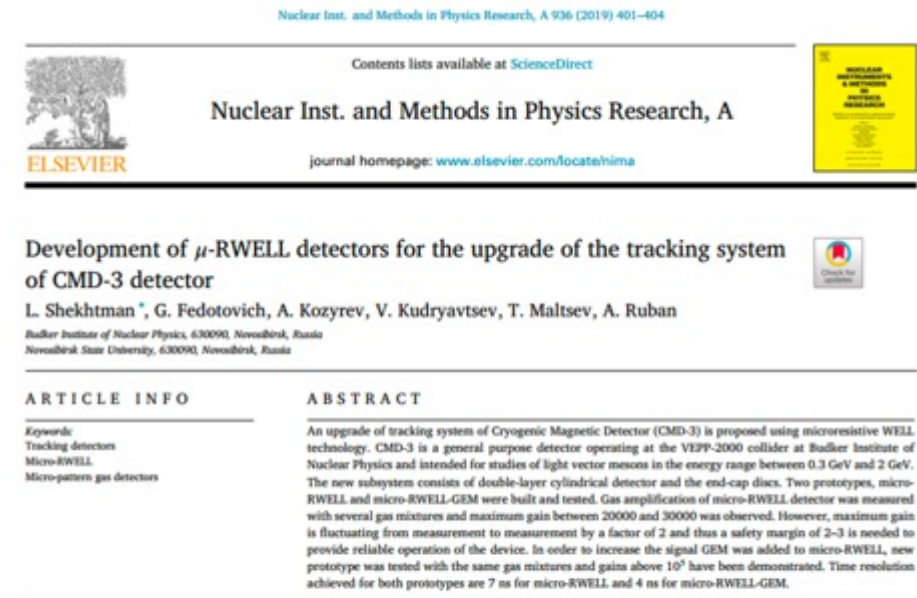 Nuclear Inst. and Methods in Physics Research, A 936 (2019) 401–404
Contents lists available at ScienceDirect
Nuclear Inst. and Methods in Physics Research, A
journal homepage: www.elsevier.com/locate/nima
ELSEVIER
NUCLEAR
INSTRUMENTS
& METHODS
IN
PHYSICS
RESEARCH
Development of μ-RWELL detectors for the upgrade of the tracking system
of CMD-3 detector
Check for
updates
L. Shekhtman *, G. Fedotovich, A. Kozyrev, V. Kudryavtsev, T. Maltsev, A. Ruban
Budker Institute of Nuclear Physics, 630090, Novosibirsk, Russia
Novosibirsk State University, 630090, Novosibirsk, Russia
ARTICLE INFO
Keywords:
Tracking detectors
Micro-RWELL
Micro-pattern gas detectors
ABSTRACT
An upgrade of tracking system of Cryogenic Magnetic Detector (CMD-3) is proposed using microresistive WELL
technology. CMD-3 is a general purpose detector operating at the VEPP-2000 collider at Budker Institute of
Nuclear Physics and intended for studies of light vector mesons in the energy range between 0.3 GeV and 2 GeV.
The new subsystem consists of double-layer cylindrical detector and the end-cap discs. Two prototypes, micro-
RWELL and micro-RWELL-GEM were built and tested. Gas amplification of micro-RWELL detector was measured
with several gas mixtures and maximum gain between 20000 and 30000 was observed. However, maximum gain
is fluctuating from measurement to measurement by a factor of 2 and thus a safety margin of 2–3 is needed to
provide reliable operation of the device. In order to increase the signal GEM was added to micro-RWELL, new
prototype was tested with the same gas mixtures and gains above 10⁵ have been demonstrated. Time resolution
achieved for both prototypes are 7 ns for micro-RWELL and 4 ns for micro-RWELL-GEM.